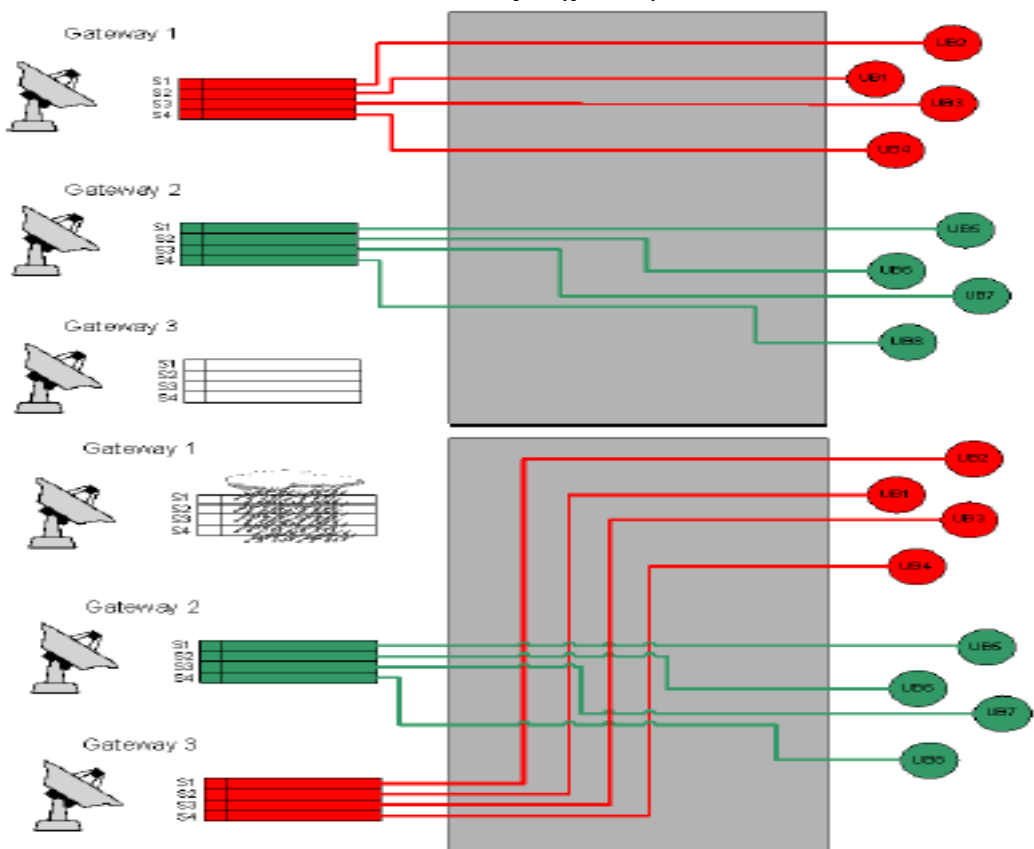 Gateway 1
S1
S2
S3
S4
UB2
UB1
UB3
UB4
Gateway 2
S1
S2
S3
S4
UB5
UB6
UB7
UB8
Gateway 3
S1
S2
S3
S4
Gateway 1
S1
S2
S3
S4
UB2
UB1
UB3
UB4
Gateway 2
S1
S2
S3
S4
UB5
UB6
UB7
UB8
Gateway 3
S1
S2
S3
S4